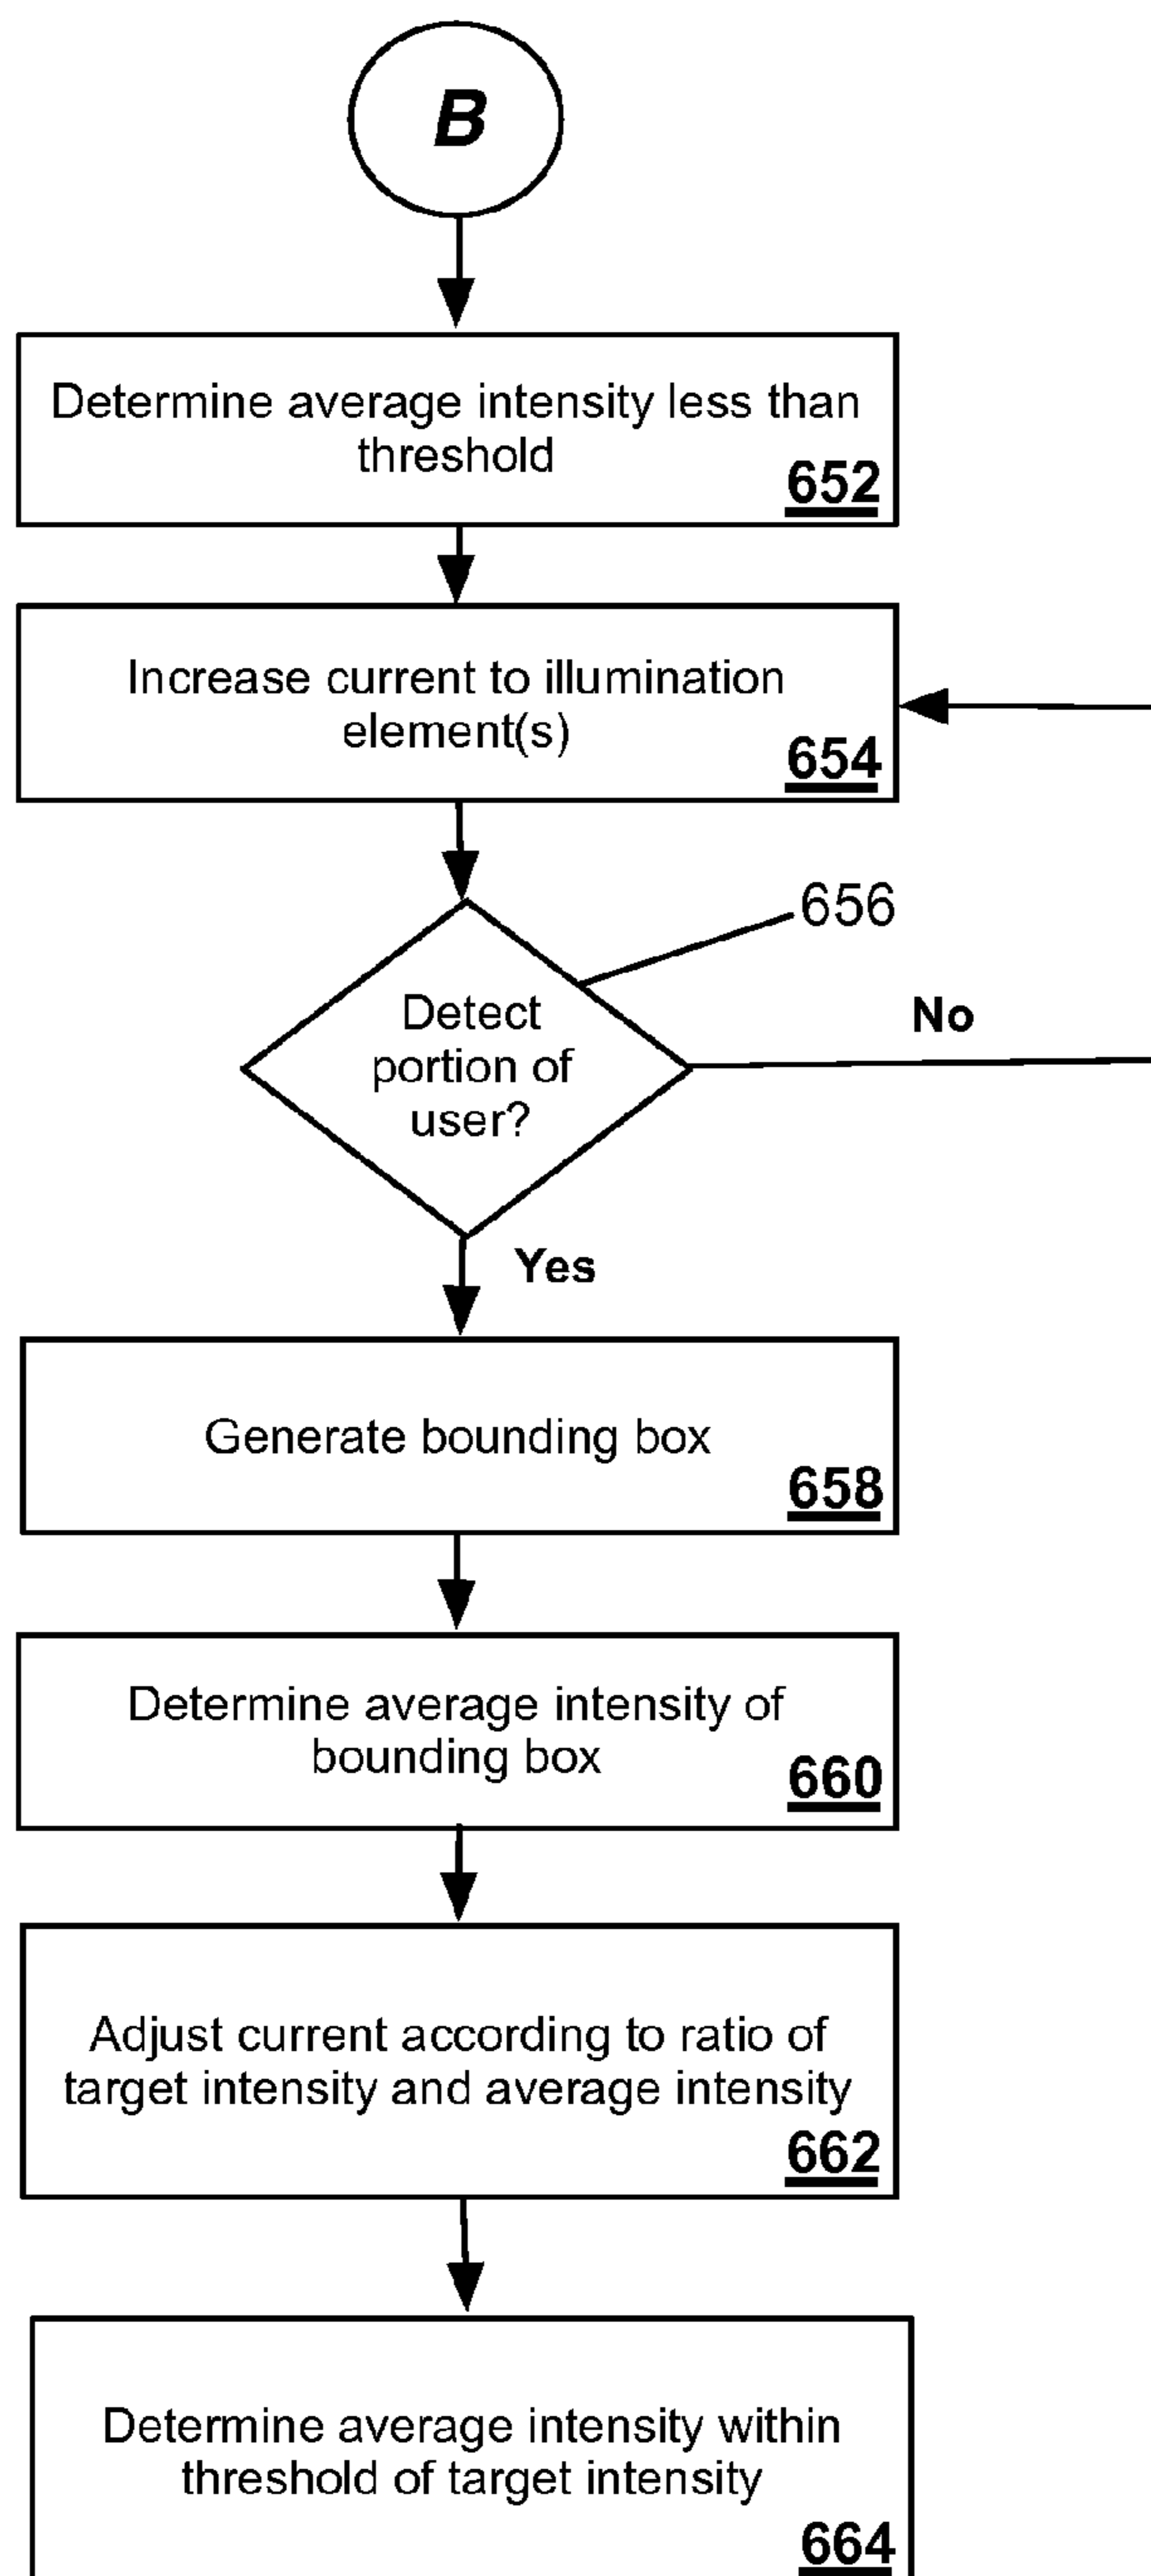 B
Determine average intensity less than
threshold
652
Increase current to illumination
element(s)
654
656
Detect
portion of
user?
No
Yes
Generate bounding box
658
Determine average intensity of
bounding box
660
Adjust current according to ratio of
target intensity and average intensity
662
Determine average intensity within
threshold of target intensity
664